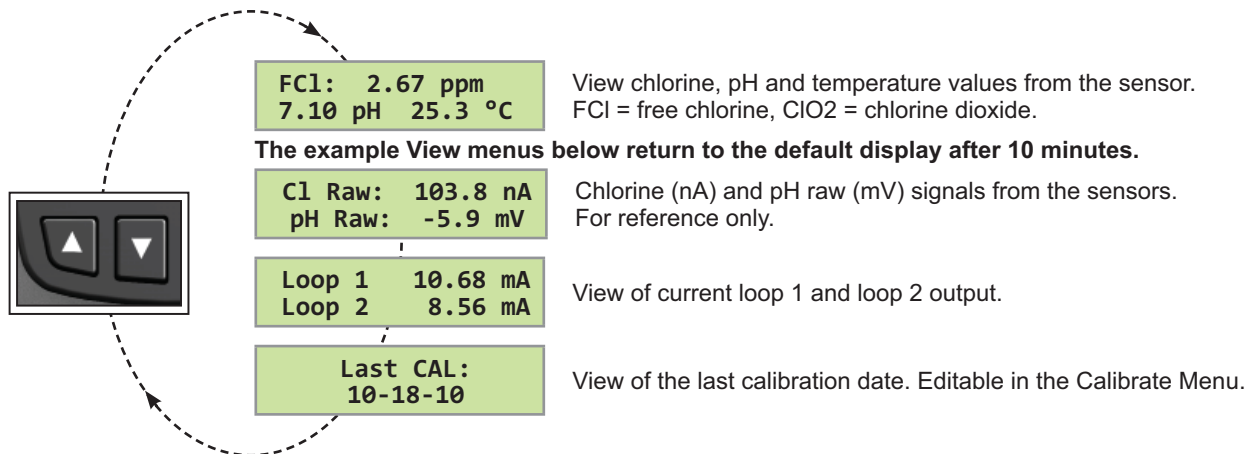 FCl: 2.67 ppm
7.10 pH 25.3 °C
View chlorine, pH and temperature values from the sensor.
FCl = free chlorine, ClO2 = chlorine dioxide.
The example View menus below return to the default display after 10 minutes.
Cl Raw: 103.8 nA
pH Raw: -5.9 mV
Chlorine (nA) and pH raw (mV) signals from the sensors.
For reference only.
Loop 1 10.68 mA
Loop 2 8.56 mA
View of current loop 1 and loop 2 output.
Last CAL:
10-18-10
View of the last calibration date. Editable in the Calibrate Menu.